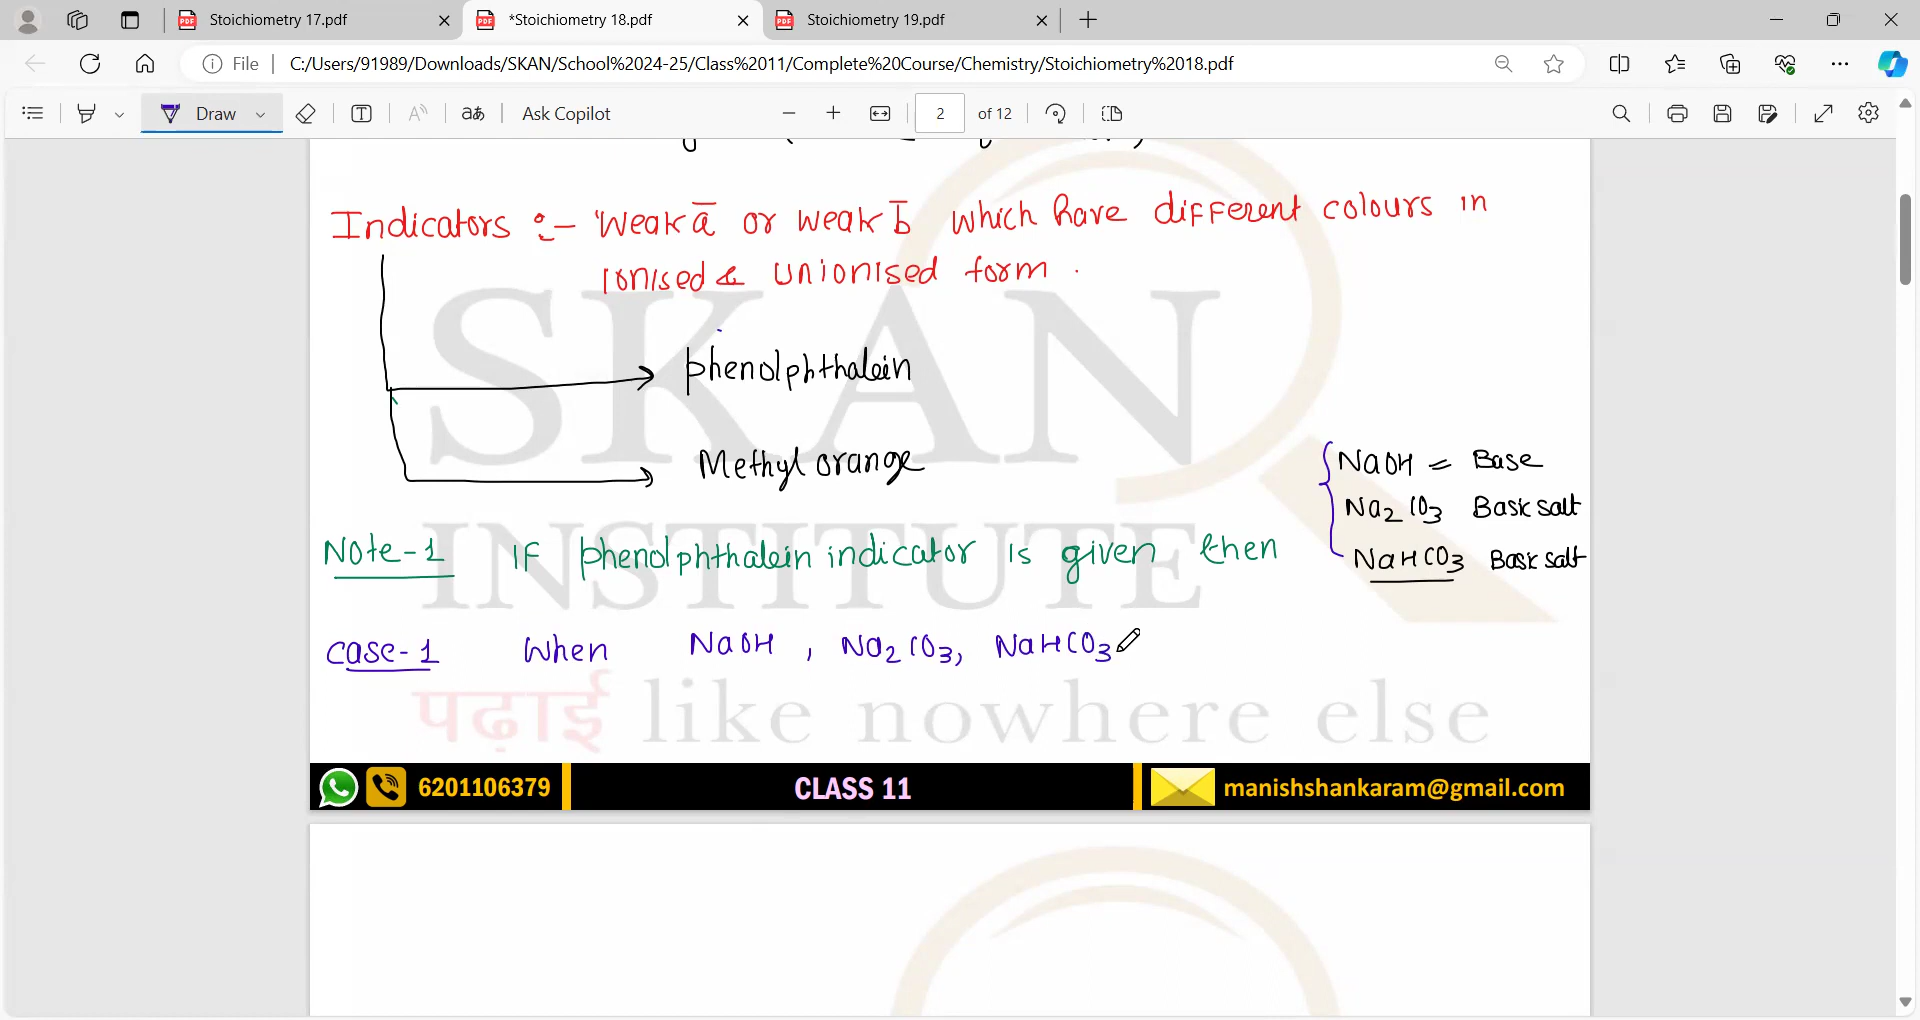 Stoichiometry 17.pdf
*Stoichiometry 18.pdf
Stoichiometry 19.pdf
File
C:/Users/91989/Downloads/SKAN/School%2024-25/Class%2011/Complete%20Course/Chemistry/Stoichiometry%2018.pdf
Draw
Ask Copilot
2 of 12
Indicators :- Weak ā or weak b̄ which have different colours in
ionised & unionised form .
phenolphthalein
Methyl orange
NaOH = Base
Na2CO3 Basic salt
NaHCO3 Basic salt
Note-1 IF phenolphthalein indicator is given then
case-1 When NaOH , Na2CO3, NaHCO3
SKAN
INSTITUTE
पढ़ाई like nowhere else
6201106379
CLASS 11
manishshankaram@gmail.com